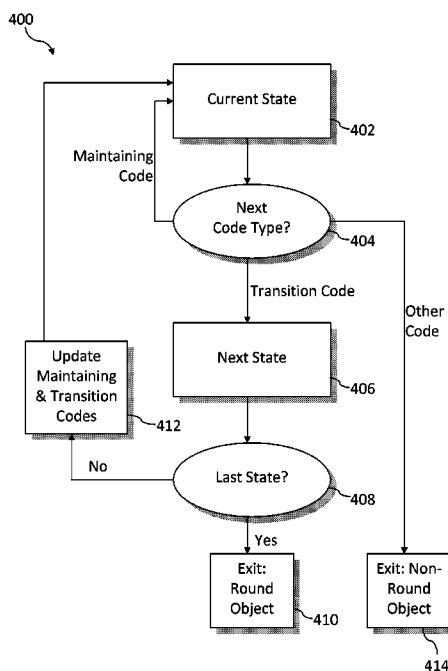 400
Current State
402
Maintaining
Code
Next
Code Type?
404
Transition Code
Other
Code
Next State
406
Update
Maintaining
& Transition
Codes
412
No
Last State?
408
Yes
Exit:
Round
Object
410
Exit: Non-
Round
Object
414